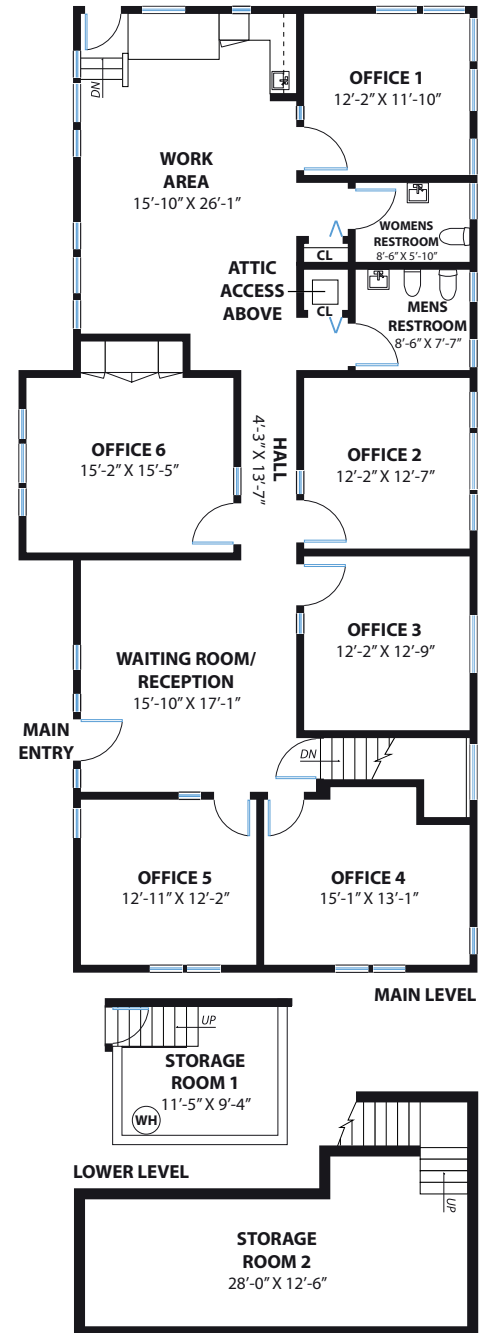 DN
OFFICE 1
12'-2" X 11'-10"
WORK
AREA
15'-10" X 26'-1"
WOMENS
RESTROOM
8'-6" X 5'-10"
CL
ATTIC
ACCESS
ABOVE
CL
MENS
RESTROOM
8'-6" X 7'-7"
OFFICE 6
15'-2" X 15'-5"
HALL
4'-3" X 13'-7"
OFFICE 2
12'-2" X 12'-7"
OFFICE 3
12'-2" X 12'-9"
WAITING ROOM/
RECEPTION
15'-10" X 17'-1"
MAIN
ENTRY
DN
OFFICE 5
12'-11" X 12'-2"
OFFICE 4
15'-1" X 13'-1"
MAIN LEVEL
UP
STORAGE
ROOM 1
11'-5" X 9'-4"
WH
LOWER LEVEL
UP
STORAGE
ROOM 2
28'-0" X 12'-6"